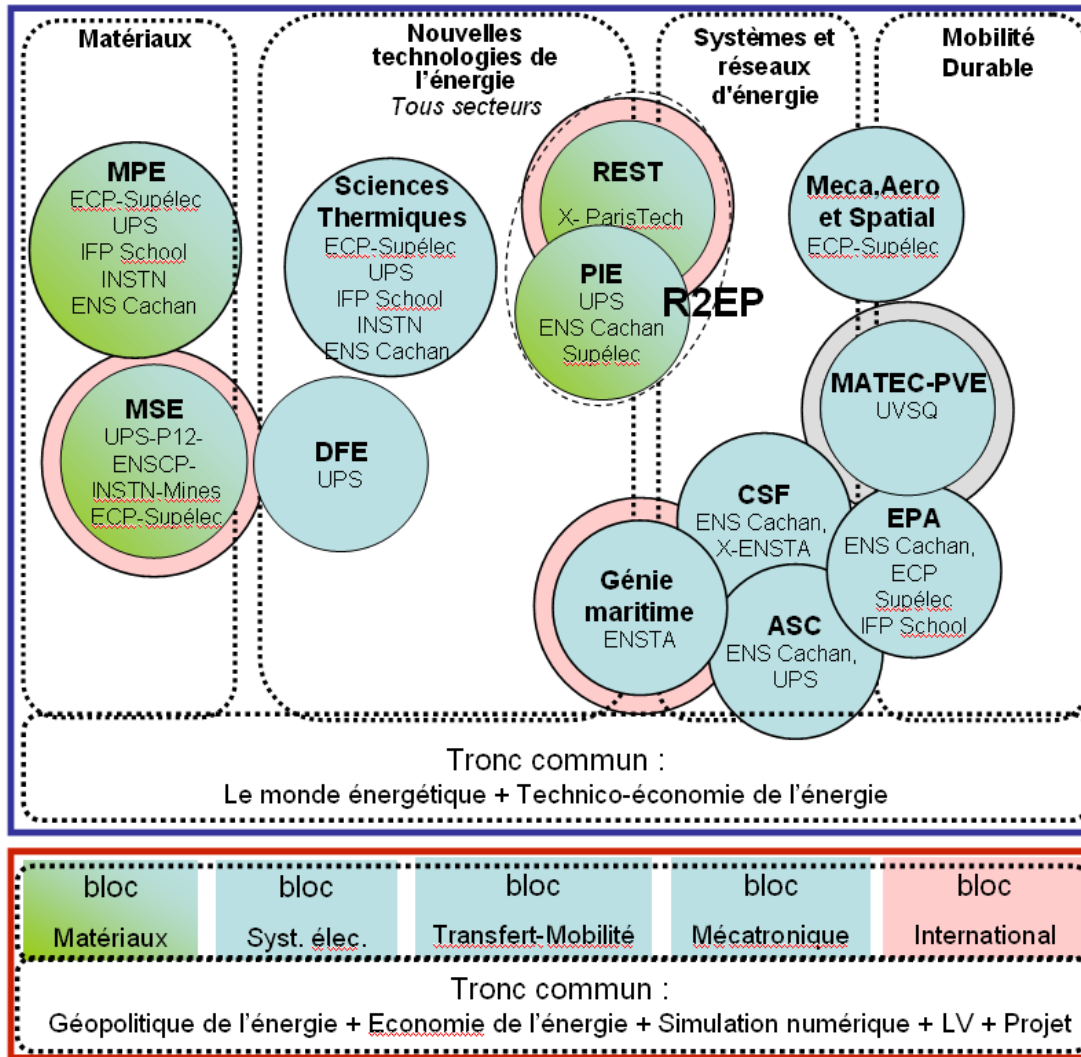 Matériaux
Nouvelles
technologies de
l'énergie
Tous secteurs
Systèmes et
réseaux
d'énergie
Mobilité
Durable
MPE
ECP-Supélec
UPS
IFP School
INSTN
ENS Cachan
Sciences
Thermiques
ECP-Supélec
UPS
IFP School
INSTN
ENS Cachan
REST
X- ParisTech
PIE
UPS
ENS Cachan
Supélec
R2EP
Meca,Aero
et Spatial
ECP-Supélec
MSE
UPS-P12-
ENSCP-
INSTN-Mines
ECP-Supélec
DFE
UPS
MATEC-PVE
UVSQ
CSF
ENS Cachan,
X-ENSTA
EPA
ENS Cachan,
ECP
Supélec
IFP School
Génie
maritime
ENSTA
ASC
ENS Cachan,
UPS
Tronc commun :
Le monde énergétique + Technico-économie de l'énergie
bloc
Matériaux
bloc
Syst. élec.
bloc
Transfert-Mobilité
bloc
Mécatronique
bloc
International
Tronc commun :
Géopolitique de l'énergie + Economie de l'énergie + Simulation numérique + LV + Projet